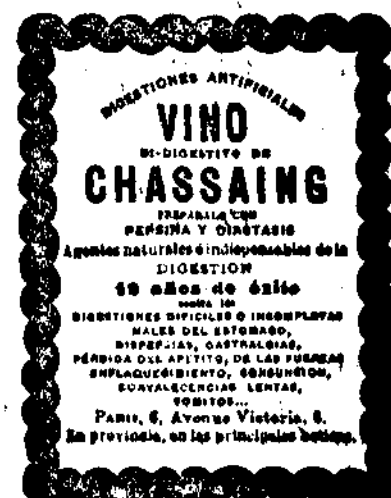 DIGESTIONES ARTIFICIALES
VINO
BI-DIGESTIVO DE
CHASSAING
PREPARADO CON
PEPSINA Y DIASTASIS
Agentes naturales é indispensables de la
DIGESTION
años de éxito
contra las
DIGESTIONES DIFICILES O INCOMPLETAS
MALES DEL ESTOMAGO,
DISPEPSIAS, GASTRALGIAS,
PÉRDIDA DEL APETITO, DE LAS FUERZAS
ENFLAQUECIMIENTO, CONSUNCION,
CONVALECENCIAS LENTAS,
VOMITOS...
PARIS, 6, Avenue Victoria, 6.
En provincia, en las principales boticas.